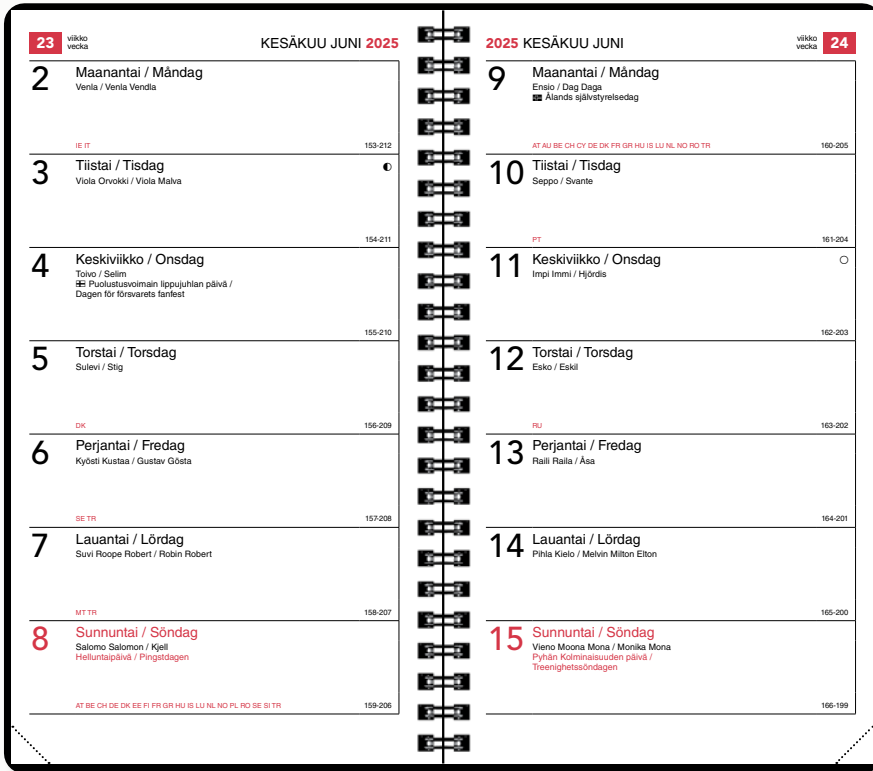 23 viikko
vecka
KESÄKUU JUNI 2025
2 Maanantai / Måndag
Venla / Venla Vendla
IE IT 153-212
3 Tiistai / Tisdag
Viola Orvokki / Viola Malva
154-211
4 Keskiviikko / Onsdag
Toivo / Selim
Puolustusvoimain lippujuhlan päivä /
Dagen för försvarets fanfest
155-210
5 Torstai / Torsdag
Sulevi / Stig
DK 156-209
6 Perjantai / Fredag
Kyösti Kustaa / Gustav Gösta
SE TR 157-208
7 Lauantai / Lördag
Suvi Roope Robert / Robin Robert
MT TR 158-207
8 Sunnuntai / Söndag
Salomo Salomon / Kjell
Helluntaipäivä / Pingstdagen
AT BE CH DE DK EE FI FR GR HU IS LU NL NO PL RO SE SI TR 159-206
2025 KESÄKUU JUNI
viikko
vecka 24
9 Maanantai / Måndag
Ensio / Dag Daga
Ålands självstyrelsedag
AT AU BE CH CY DE DK FR GR HU IS LU NL NO RO TR 160-205
10 Tiistai / Tisdag
Seppo / Svante
PT 161-204
11 Keskiviikko / Onsdag
Impi Immi / Hjördis
162-203
12 Torstai / Torsdag
Esko / Eskil
RU 163-202
13 Perjantai / Fredag
Raili Raila / Åsa
164-201
14 Lauantai / Lördag
Pihla Kielo / Melvin Milton Elton
165-200
15 Sunnuntai / Söndag
Vieno Moona Mona / Monika Mona
Pyhän Kolminaisuuden päivä /
Treenighetssöndagen
166-199